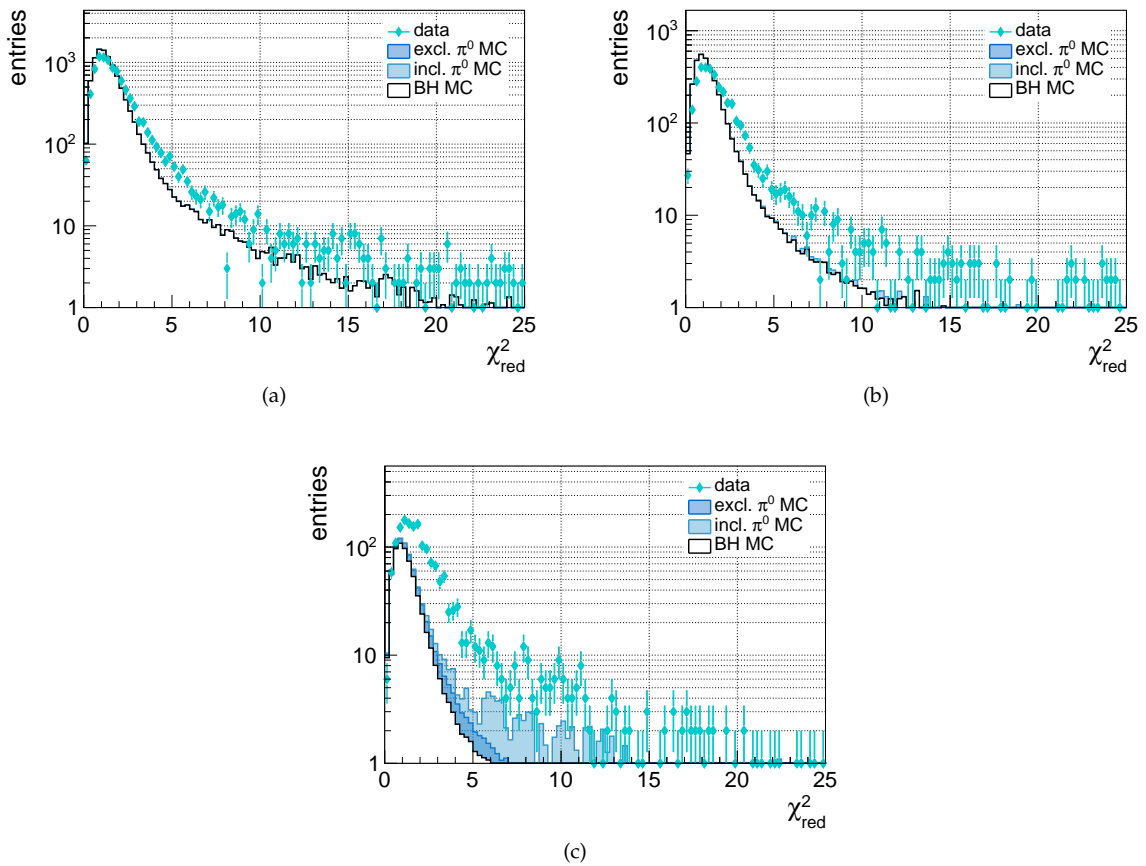 entries
data
excl. π⁰ MC
incl. π⁰ MC
BH MC
10³
10²
10
1
0 5 10 15 20 25
χ²red
(a)
entries
data
excl. π⁰ MC
incl. π⁰ MC
BH MC
10³
10²
10
1
0 5 10 15 20 25
χ²red
(b)
entries
data
excl. π⁰ MC
incl. π⁰ MC
BH MC
10²
10
1
0 5 10 15 20 25
χ²red
(c)